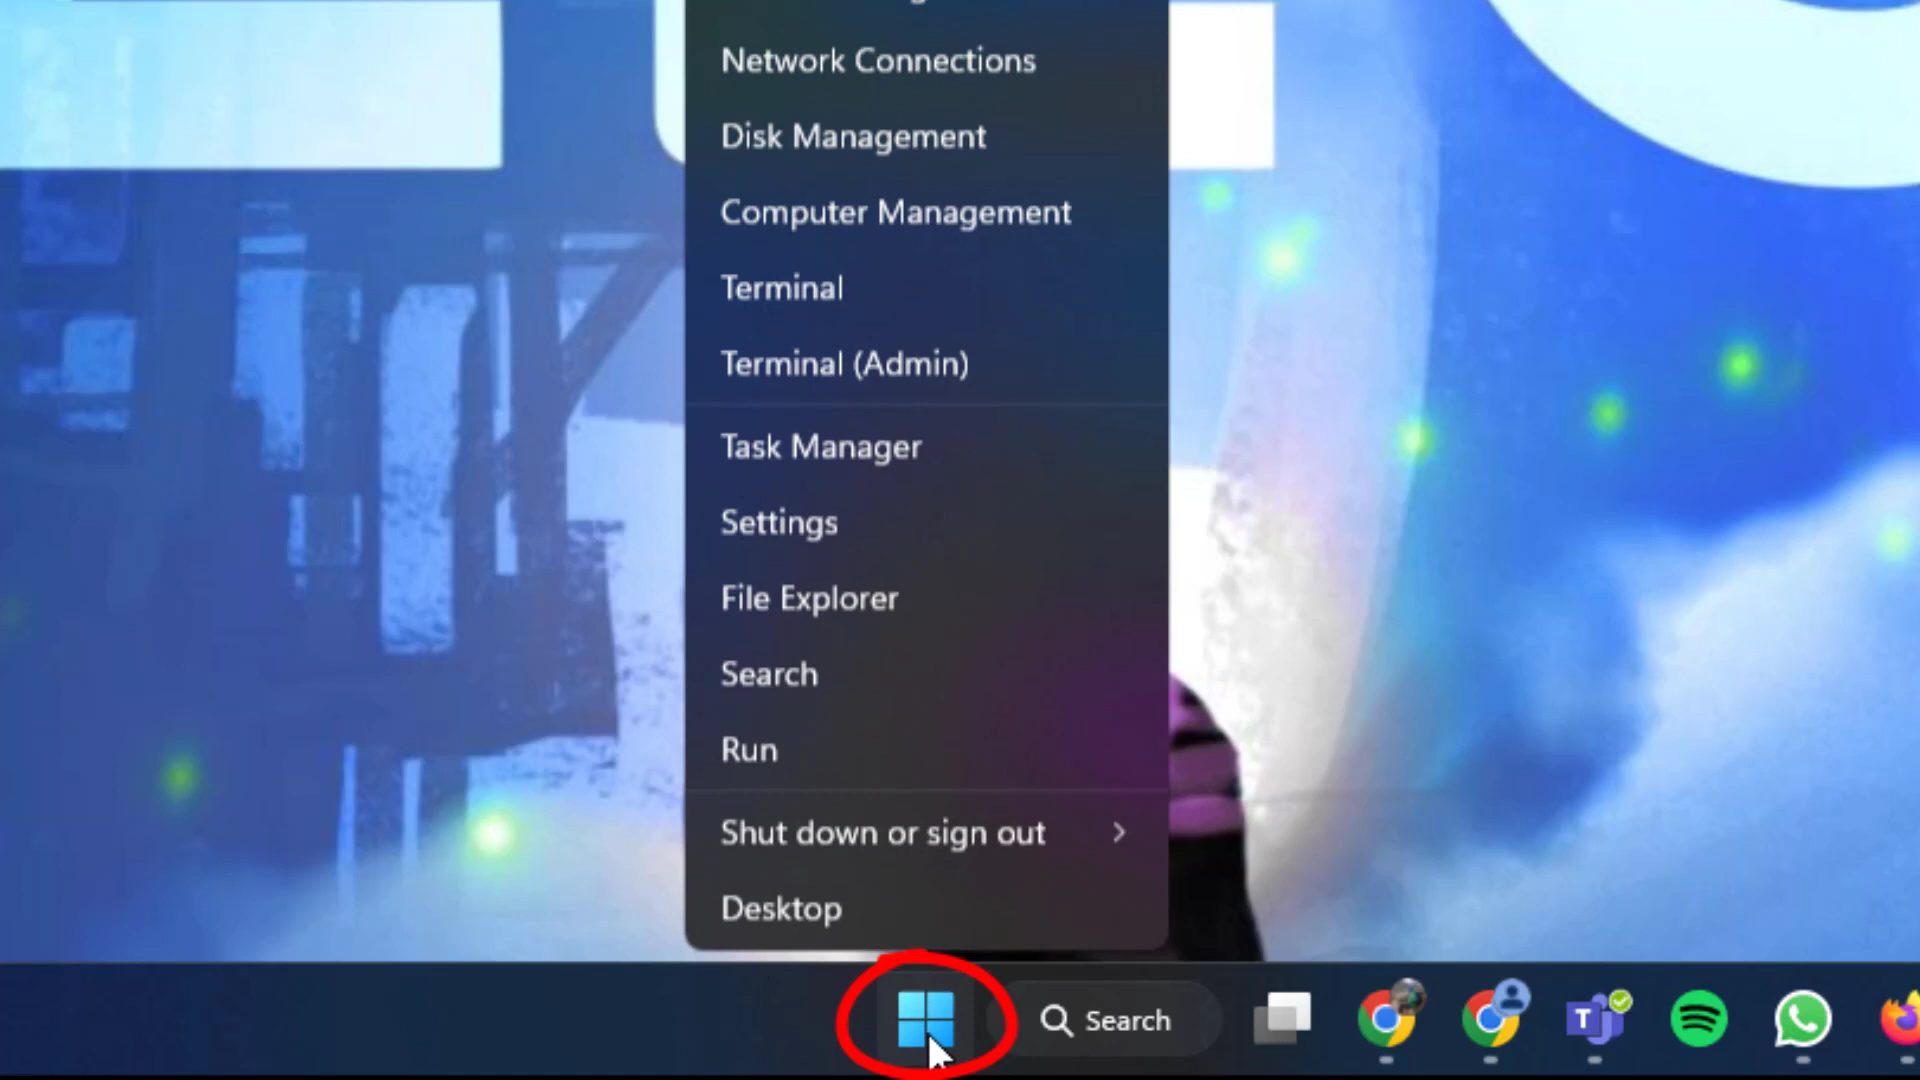 Network Connections
Disk Management
Computer Management
Terminal
Terminal (Admin)
Task Manager
Settings
File Explorer
Search
Run
Shut down or sign out
Desktop
Search
T